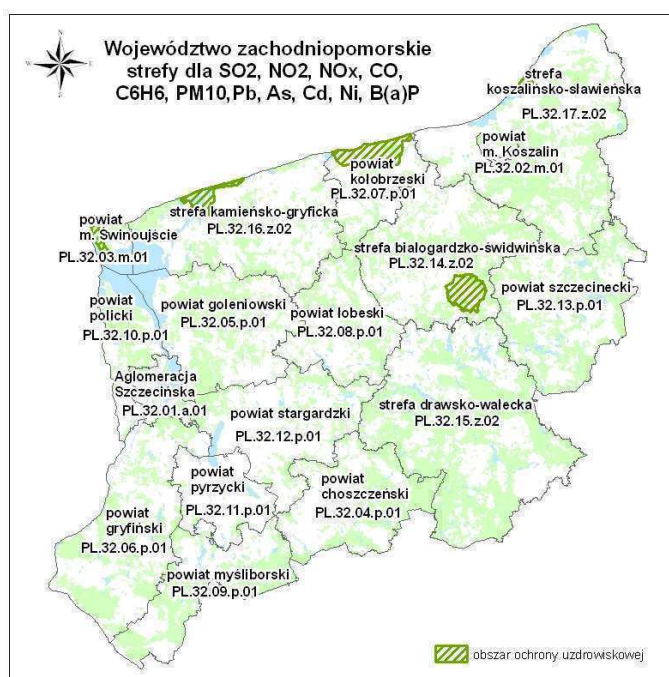 Województwo zachodniopomorskie
strefy dla SO2, NO2, NOx, CO,
C6H6, PM10,Pb, As, Cd, Ni, B(a)P
strefa
koszalińsko-sławieńska
PL.32.17.z.02
powiat
m. Koszalin
PL.32.02.m.01
powiat
kołobrzeski
PL.32.07.p.01
strefa kamieńsko-gryficka
PL.32.16.z.02
powiat
m. Świnoujście
PL.32.03.m.01
strefa białogardzko-świdwińska
PL.32.14.z.02
powiat szczecinecki
PL.32.13.p.01
powiat
policki
PL.32.10.p.01
powiat goleniowski
PL.32.05.p.01
powiat łobeski
PL.32.08.p.01
Aglomeracja
Szczecińska
PL.32.01.a.01
powiat stargardzki
PL.32.12.p.01
strefa drawsko-wałecka
PL.32.15.z.02
powiat
pyrzycki
PL.32.11.p.01
powiat
choszczeński
PL.32.04.p.01
powiat
gryfiński
PL.32.06.p.01
powiat myśliborski
PL.32.09.p.01
obszar ochrony uzdrowiskowej